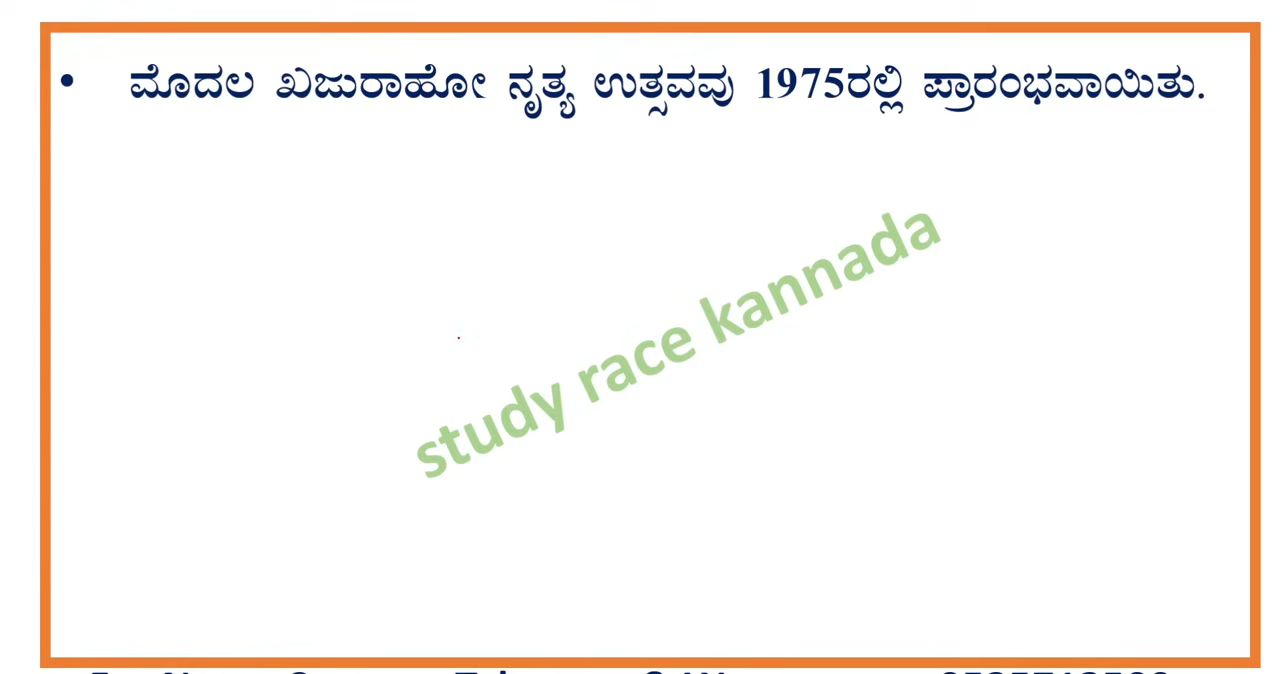 • ಮೊದಲ ಖಜುರಾಹೋ ನೃತ್ಯ ಉತ್ಸವವು 1975ರಲ್ಲಿ ಪ್ರಾರಂಭವಾಯಿತು.
study race kannada